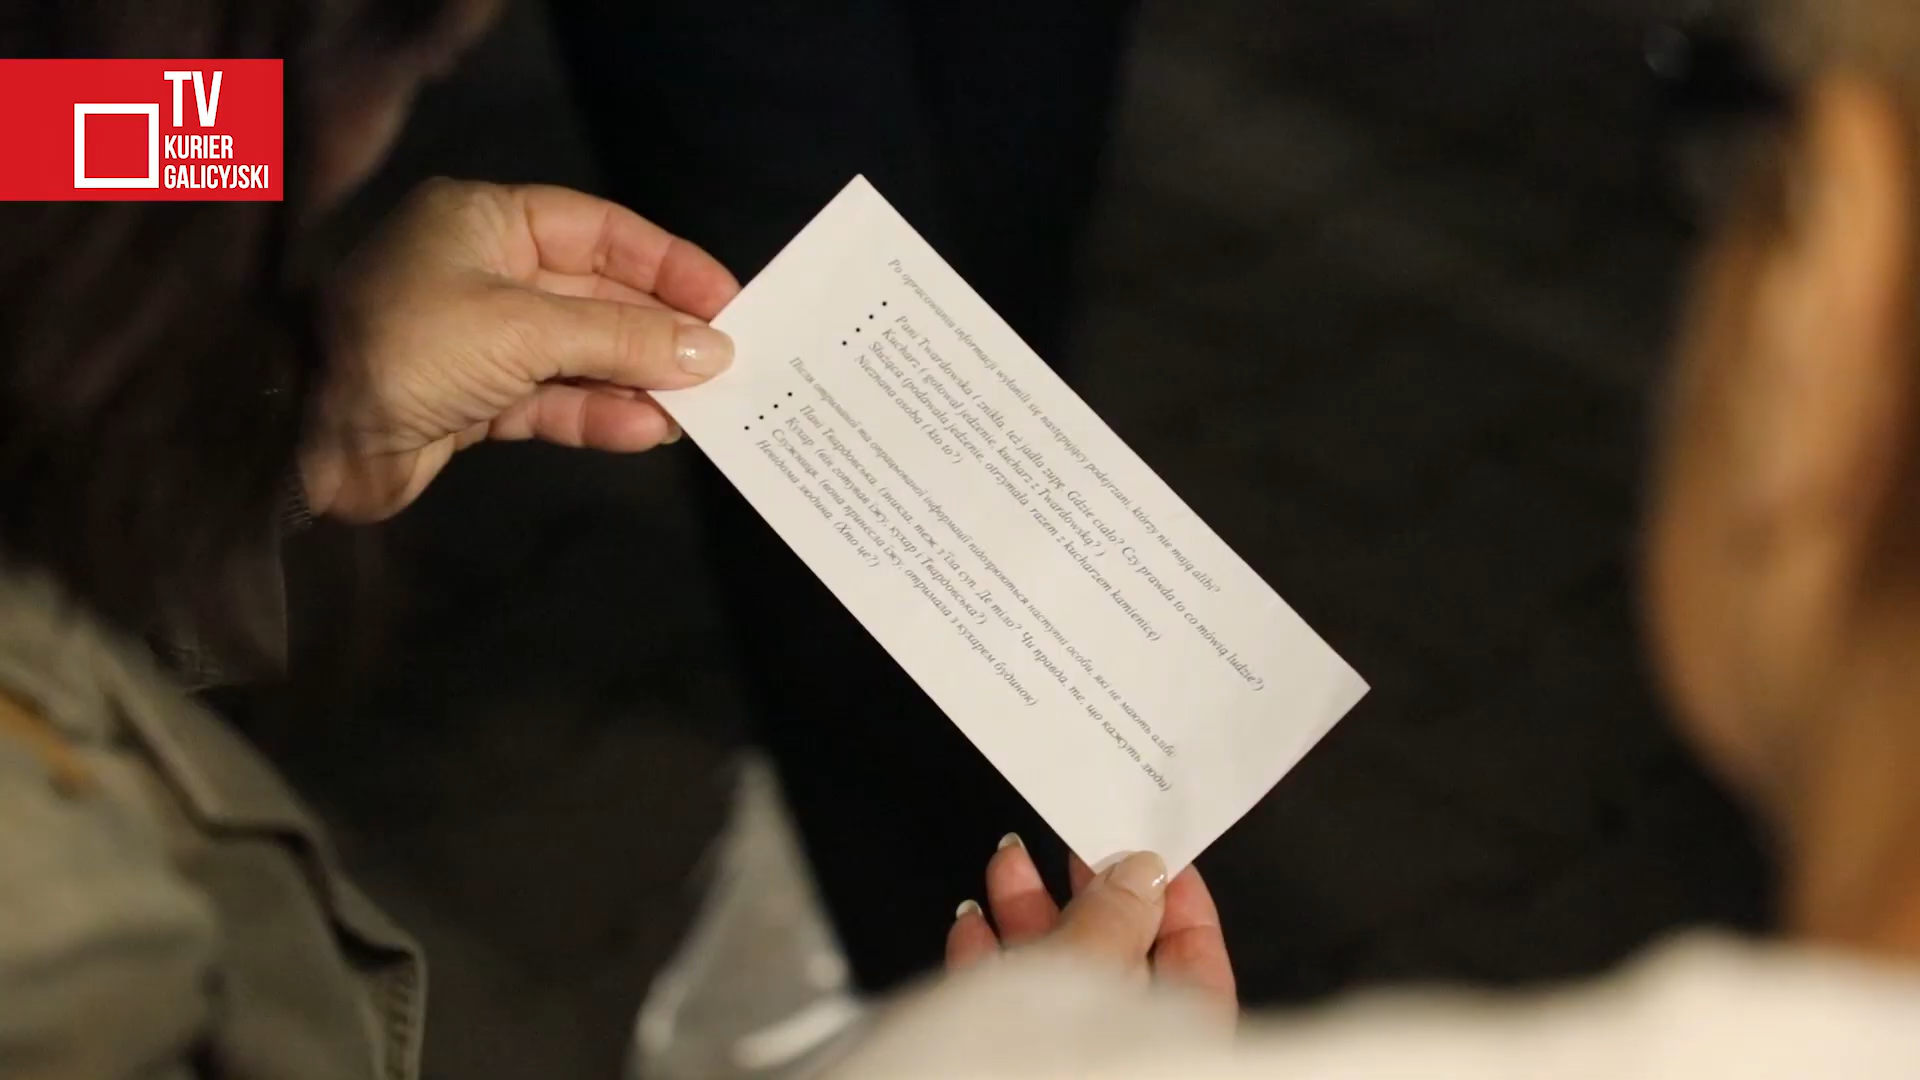 TV
KURIER
GALICYJSKI
Po opracowaniu informacji wyłonili się następujący podejrzani, którzy nie mają alibi?
• Pani Twardowska ( znikła, też jadła zupę. Gdzie ciało? Czy prawda to co mówią ludzie?)
• Kucharz ( gotował jedzenie, kucharz z Twardowską? )
• Służąca (podawała jedzenie, otrzymała razem z kucharzem kamienicę)
• Nieznana osoba ( kto to?)
Після отриманої та опрацьованої інформації підозрюються наступні особи, які не мають алібі:
• Пані Твардовська. (зникла, теж з їла суп. Де тіло? Чи правда, те, що кажуть люди)
• Кухар (він готував їжу, кухар і Твардовська?)
• Служниця. (вона принесла їжу, отримала з кухарем будинок)
• Невідома людина. (Хто це?)